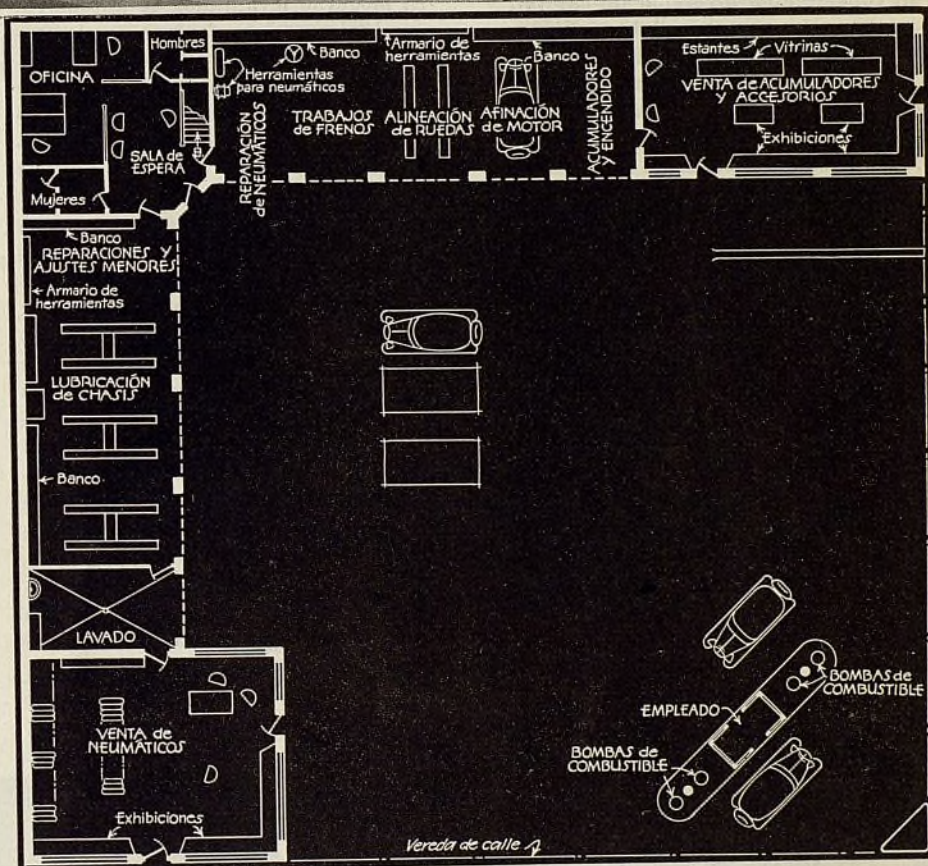 OFICINA
Hombres
Banco
Herramientas
para neumáticos
Armario de
herramientas
Banco
Estantes
Vitrinas
VENTA de ACUMULADORES
Y ACCESORIOS
Exhibiciones
TRABAJOS
de FRENOS
ALINEACIÓN
de RUEDAS
AFINACIÓN
de MOTOR
ACUMULADORES
Y ENCENDIDO
REPARACIÓN
de NEUMÁTICOS
SALA de
ESPERA
Mujeres
Banco
REPARACIONES Y
AJUSTES MENORES
Armario de
herramientas
LUBRICACIÓN
de CHASIS
Banco
LAVADO
VENTA de
NEUMÁTICOS
Exhibiciones
BOMBAS de
COMBUSTIBLE
EMPLEADO
BOMBAS de
COMBUSTIBLE
Vereda de calle